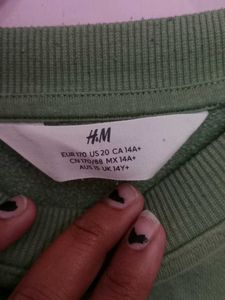 H&M
EUR 170 US 20 CA 14A+
CN 170/88 MX 14A+
AUS 15 UK 14Y+